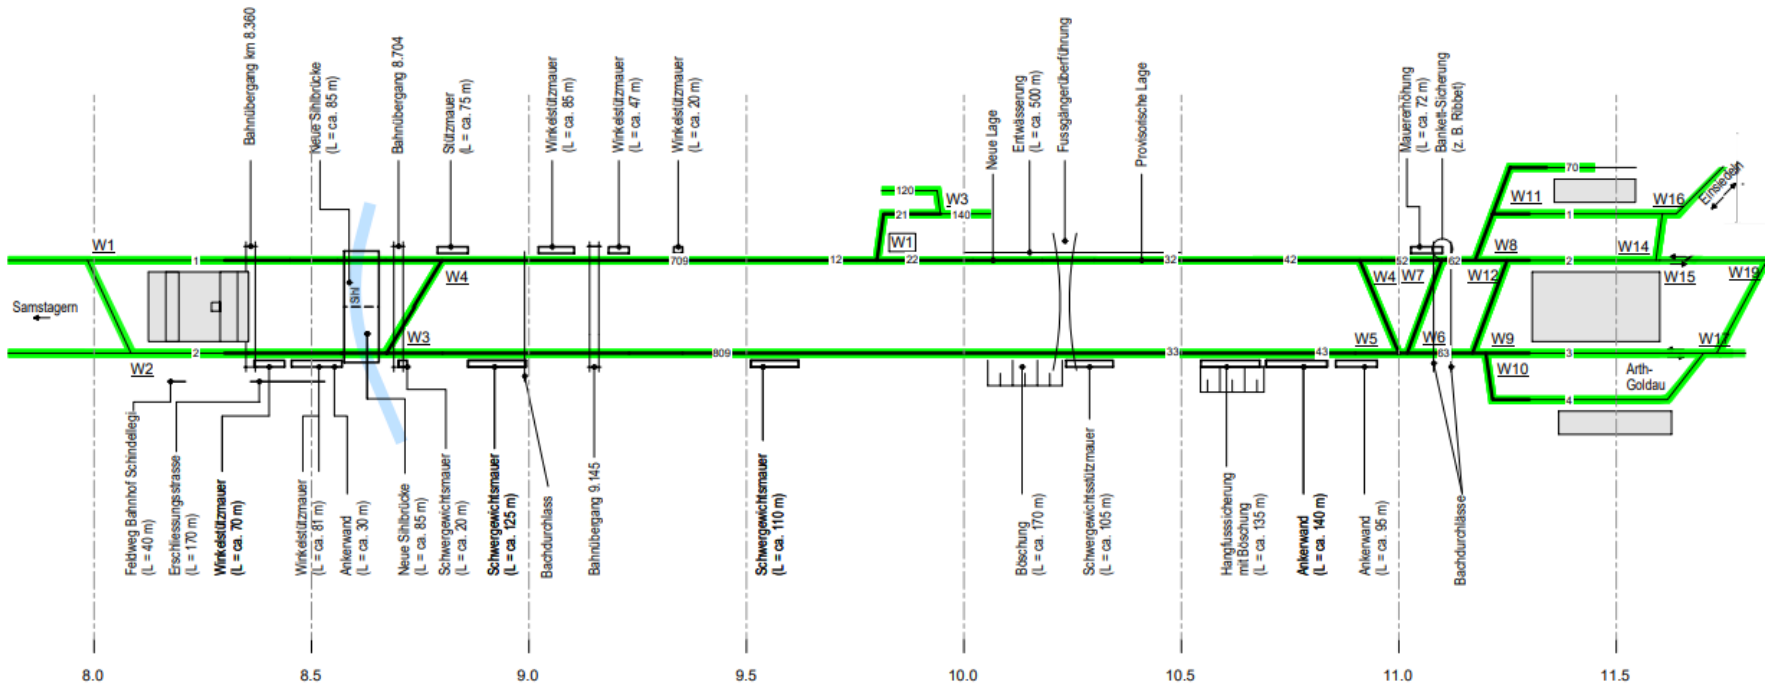 Bahnübergang km 8.360
Neue Sihlbrücke
(L = ca. 85 m)
Bahnübergang 8.704
Stützmauer
(L = ca. 75 m)
Winkelstützmauer
(L = ca. 85 m)
Winkelstützmauer
(L = ca. 47 m)
Winkelstützmauer
(L = ca. 20 m)
Neue Lage
Entwässerung
(L = ca. 500 m)
Fussgängerüberführung
Provisorische Lage
Mauererhöhung
(L = ca. 72 m)
Bankett-Sicherung
(z. B. Ribbet)
Einsiedeln
70
W11
W16
120
W3
21
140
1
W1
W1
W8
W14
1
W4
709
12
22
32
42
52
62
2
W4
W7
W12
W15
W19
Samstagern
Sihl
W3
W5
W6
W9
W17
2
809
33
43
63
3
W2
W10
Arth-
Goldau
4
Feldweg Bahnhof Schindellegi
(L = 40 m)
Erschliessungsstrasse
(L = 170 m)
Winkelstützmauer
(L = ca. 70 m)
Winkelstützmauer
(L = ca. 81 m)
Ankerwand
(L = ca. 30 m)
Neue Sihlbrücke
(L = ca. 85 m)
Schwergewichtsmauer
(L = ca. 20 m)
Schwergewichtsmauer
(L = ca. 125 m)
Bachdurchlass
Bahnübergang 9.145
Schwergewichtsmauer
(L = ca. 110 m)
Böschung
(L = ca. 170 m)
Schwergewichtsstützmauer
(L = ca. 105 m)
Hangfusssicherung
mit Böschung
(L = ca. 135 m)
Ankerwand
(L = ca. 140 m)
Ankerwand
(L = ca. 95 m)
Bachdurchlässe
8.0
8.5
9.0
9.5
10.0
10.5
11.0
11.5